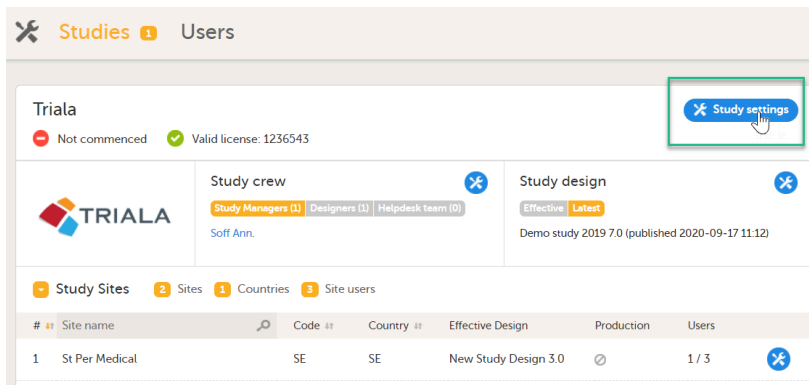 Studies 1 Users
Triala
Study settings
Not commenced Valid license: 1236543
Study crew
Study Managers (1) Designers (1) Helpdesk team (0)
Soff Ann.
Study design
Effective Latest
Demo study 2019 7.0 (published 2020-09-17 11:12)
TRIALA
Study Sites 2 Sites 1 Countries 3 Site users
# Site name Code Country Effective Design Production Users
1 St Per Medical SE SE New Study Design 3.0 1 / 3